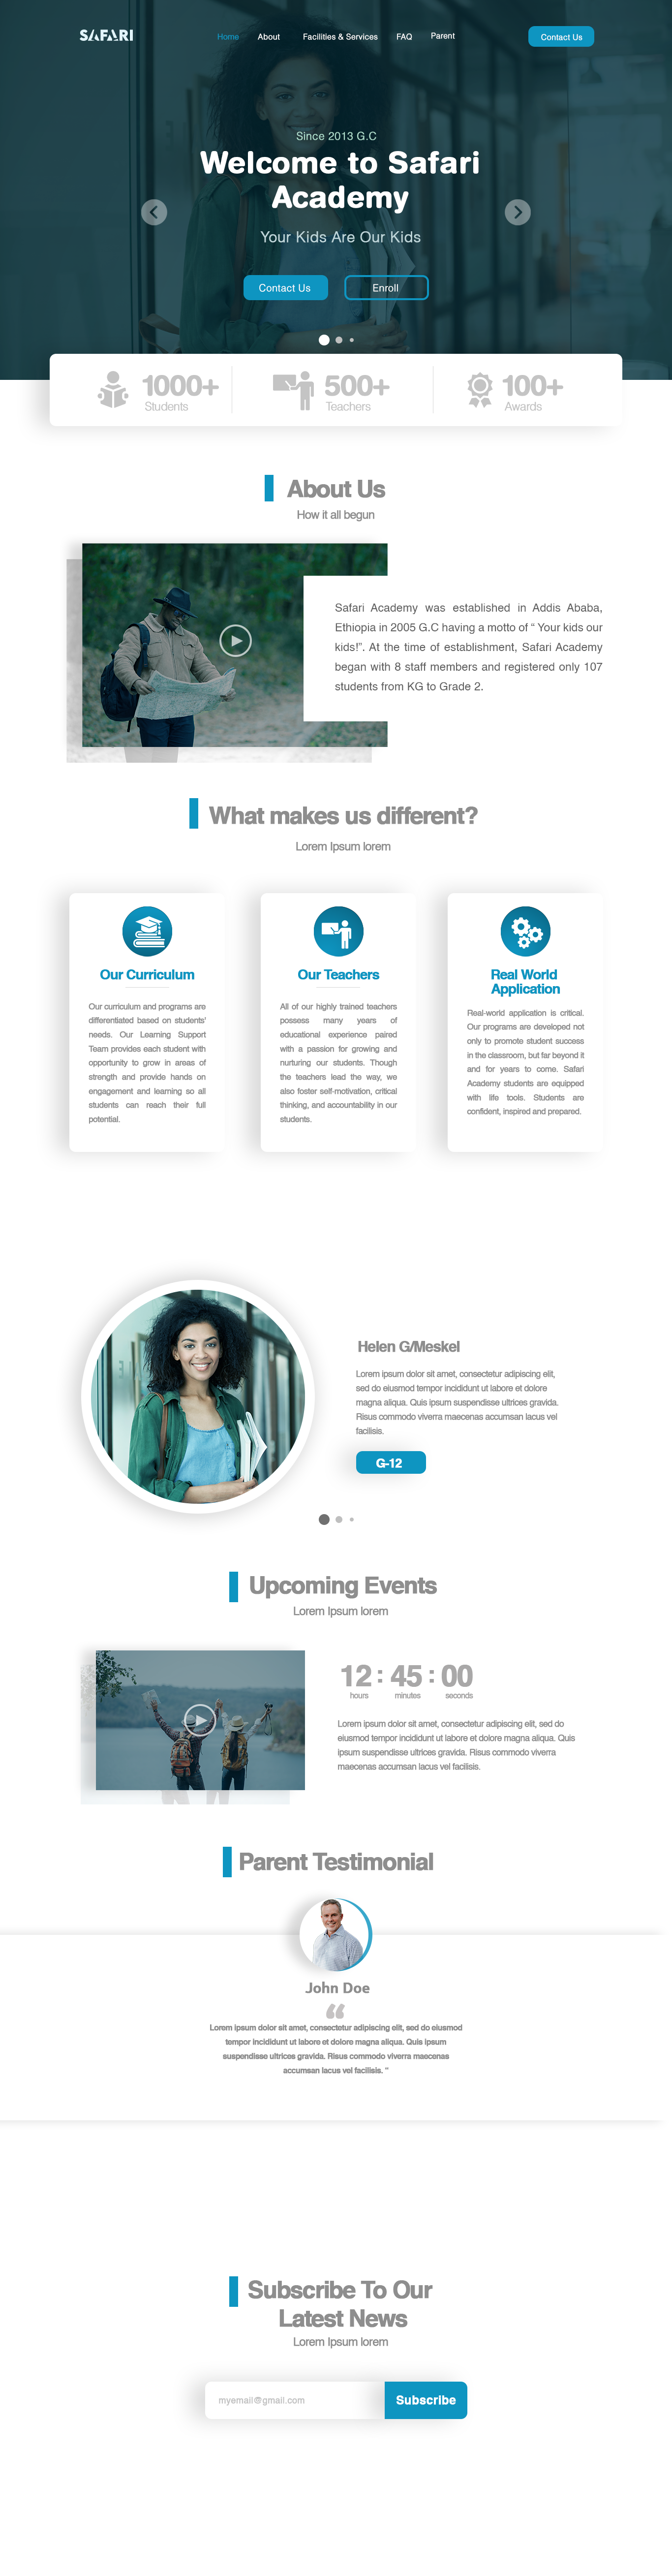 SAFARI
Home About Facilities & Services FAQ Parent Contact Us
Since 2013 G.C
Welcome to Safari
Academy
Your Kids Are Our Kids
Contact Us Enroll
1000+
Students
500+
Teachers
100+
Awards
About Us
How it all begun
Safari Academy was established in Addis Ababa,
Ethiopia in 2005 G.C having a motto of “ Your kids our
kids!”. At the time of establishment, Safari Academy
began with 8 staff members and registered only 107
students from KG to Grade 2.
What makes us different?
Lorem Ipsum lorem
Our Curriculum
Our curriculum and programs are
differentiated based on students'
needs. Our Learning Support
Team provides each student with
opportunity to grow in areas of
strength and provide hands on
engagement and learning so all
students can reach their full
potential.
Our Teachers
All of our highly trained teachers
possess many years of
educational experience paired
with a passion for growing and
nurturing our students. Though
the teachers lead the way, we
also foster self-motivation, critical
thinking, and accountability in our
students.
Real World
Application
Real-world application is critical.
Our programs are developed not
only to promote student success
in the classroom, but far beyond it
and for years to come. Safari
Academy students are equipped
with life tools. Students are
confident, inspired and prepared.
Helen G/Meskel
Lorem ipsum dolor sit amet, consectetur adipiscing elit,
sed do eiusmod tempor incididunt ut labore et dolore
magna aliqua. Quis ipsum suspendisse ultrices gravida.
Risus commodo viverra maecenas accumsan lacus vel
facilisis.
G-12
Upcoming Events
Lorem Ipsum lorem
12 : 45 : 00
hours minutes seconds
Lorem ipsum dolor sit amet, consectetur adipiscing elit, sed do
eiusmod tempor incididunt ut labore et dolore magna aliqua. Quis
ipsum suspendisse ultrices gravida. Risus commodo viverra
maecenas accumsan lacus vel facilisis.
Parent Testimonial
John Doe
“
Lorem ipsum dolor sit amet, consectetur adipiscing elit, sed do eiusmod
tempor incididunt ut labore et dolore magna aliqua. Quis ipsum
suspendisse ultrices gravida. Risus commodo viverra maecenas
accumsan lacus vel facilisis. “
Subscribe To Our
Latest News
Lorem Ipsum lorem
myemail@gmail.com Subscribe